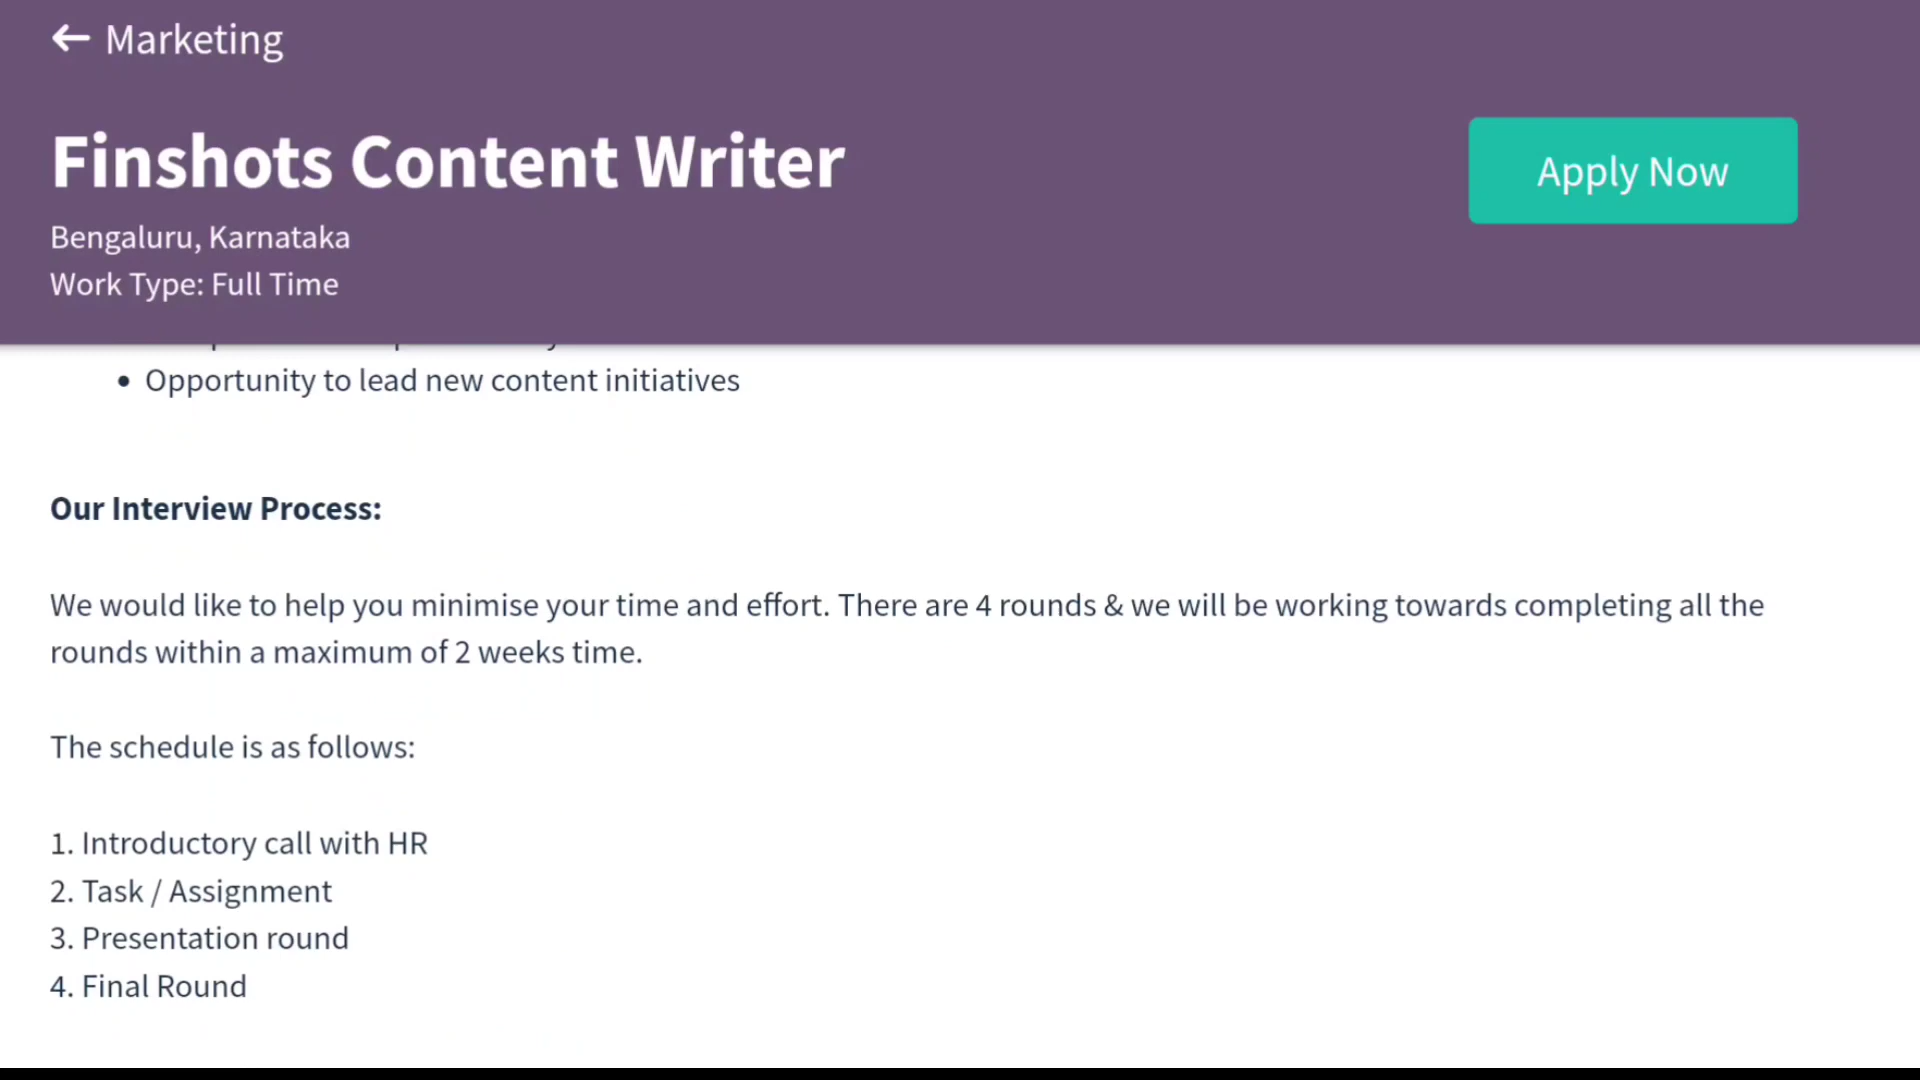 ← Marketing
Finshots Content Writer
Apply Now
Bengaluru, Karnataka
Work Type: Full Time
• Opportunity to lead new content initiatives
Our Interview Process:
We would like to help you minimise your time and effort. There are 4 rounds & we will be working towards completing all the
rounds within a maximum of 2 weeks time.
The schedule is as follows:
1. Introductory call with HR
2. Task / Assignment
3. Presentation round
4. Final Round